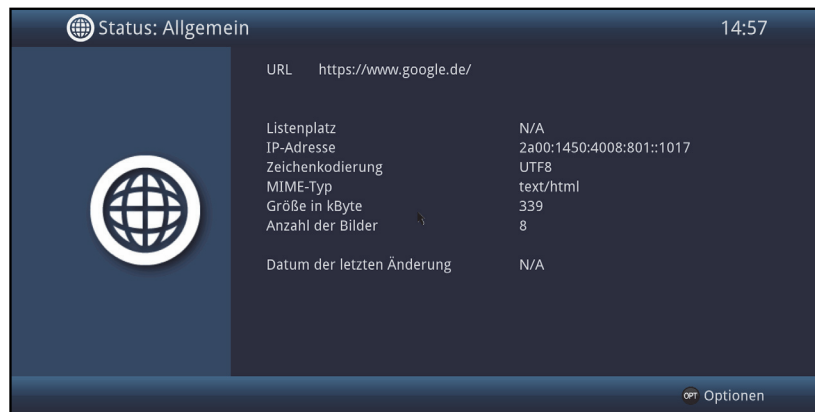 Status: Allgemein 14:57
URL https://www.google.de/
Listenplatz N/A
IP-Adresse 2a00:1450:4008:801::1017
Zeichenkodierung UTF8
MIME-Typ text/html
Größe in kByte 339
Anzahl der Bilder 8
Datum der letzten Änderung N/A
OPT Optionen